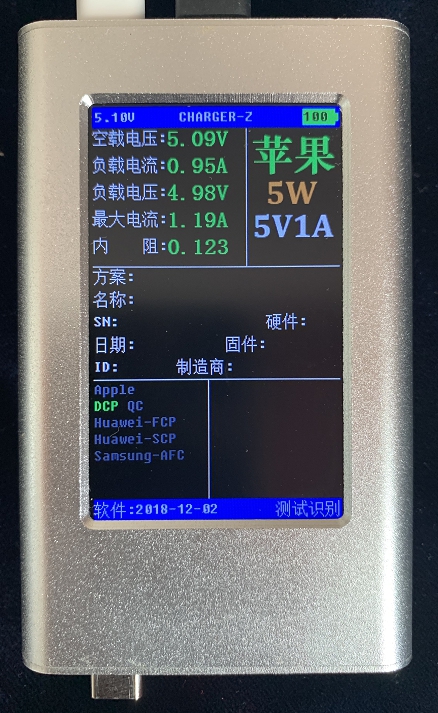 5.10V CHARGER-Z 100
空载电压:5.09V
负载电流:0.95A
负载电压:4.98V
最大电流:1.19A
内 阻:0.123
苹果
5W
5V1A
方案:
名称:
SN: 硬件:
日期: 固件:
ID: 制造商:
Apple
DCP QC
Huawei-FCP
Huawei-SCP
Samsung-AFC
软件:2018-12-02 测试识别